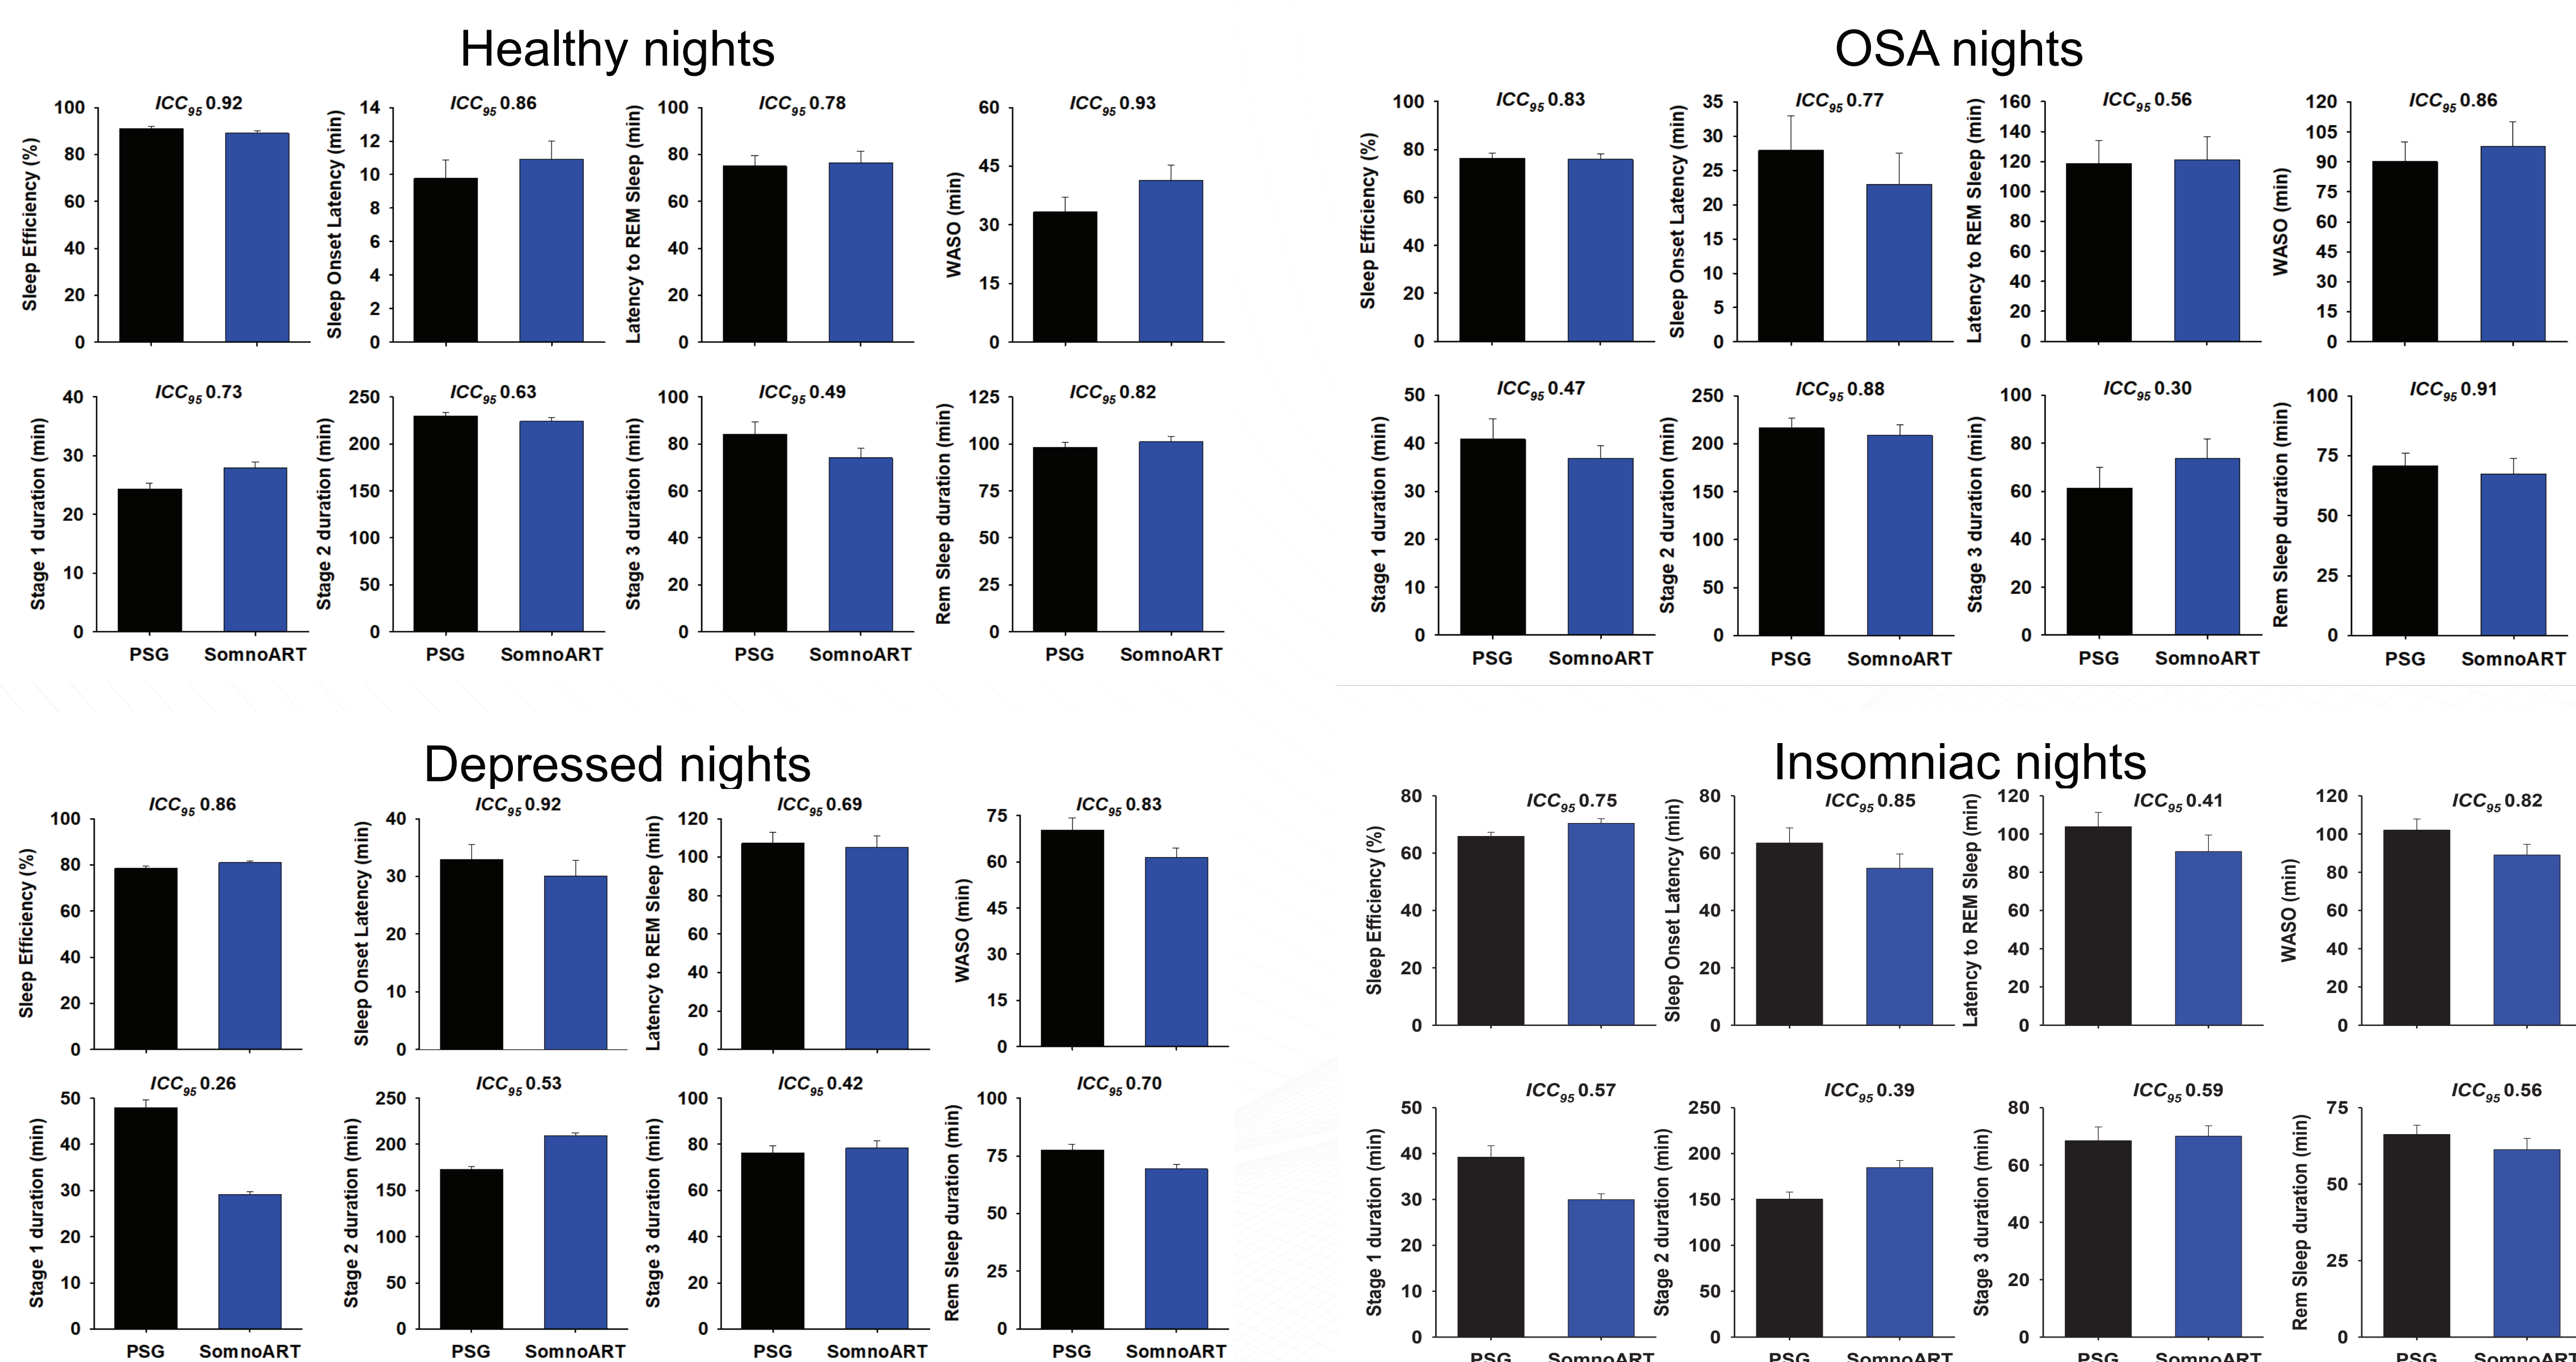 Healthy nights
ICC95 0.92
Sleep Efficiency (%)
100
80
60
40
20
0
ICC95 0.86
Sleep Onset Latency (min)
14
12
10
8
6
4
2
0
ICC95 0.78
Latency to REM Sleep (min)
100
80
60
40
20
0
ICC95 0.93
WASO (min)
60
45
30
15
0
ICC95 0.73
Stage 1 duration (min)
40
30
20
10
0
PSG SomnoART
ICC95 0.63
Stage 2 duration (min)
250
200
150
100
50
0
PSG SomnoART
ICC95 0.49
Stage 3 duration (min)
100
80
60
40
20
0
PSG SomnoART
ICC95 0.82
Rem Sleep duration (min)
125
100
75
50
25
0
PSG SomnoART
OSA nights
ICC95 0.83
Sleep Efficiency (%)
100
80
60
40
20
0
ICC95 0.77
Sleep Onset Latency (min)
35
30
25
20
15
10
5
0
ICC95 0.56
Latency to REM Sleep (min)
160
140
120
100
80
60
40
20
0
ICC95 0.86
WASO (min)
120
105
90
75
60
45
30
15
0
ICC95 0.47
Stage 1 duration (min)
50
40
30
20
10
0
PSG SomnoART
ICC95 0.88
Stage 2 duration (min)
250
200
150
100
50
0
PSG SomnoART
ICC95 0.30
Stage 3 duration (min)
100
80
60
40
20
0
PSG SomnoART
ICC95 0.91
Rem Sleep duration (min)
100
75
50
25
0
PSG SomnoART
Depressed nights
ICC95 0.86
Sleep Efficiency (%)
100
80
60
40
20
0
ICC95 0.92
Sleep Onset Latency (min)
40
30
20
10
0
ICC95 0.69
Latency to REM Sleep (min)
120
100
80
60
40
20
0
ICC95 0.83
WASO (min)
75
60
45
30
15
0
ICC95 0.26
Stage 1 duration (min)
50
40
30
20
10
0
PSG SomnoART
ICC95 0.53
Stage 2 duration (min)
250
200
150
100
50
0
PSG SomnoART
ICC95 0.42
Stage 3 duration (min)
100
80
60
40
20
0
PSG SomnoART
ICC95 0.70
Rem Sleep duration (min)
100
75
50
25
0
PSG SomnoART
Insomniac nights
ICC95 0.75
Sleep Efficiency (%)
80
60
40
20
0
ICC95 0.85
Sleep Onset Latency (min)
80
60
40
20
0
ICC95 0.41
Latency to REM Sleep (min)
120
100
80
60
40
20
0
ICC95 0.82
WASO (min)
120
100
80
60
40
20
0
ICC95 0.57
Stage 1 duration (min)
50
40
30
20
10
0
PSG SomnoART
ICC95 0.39
Stage 2 duration (min)
250
200
150
100
50
0
PSG SomnoART
ICC95 0.59
Stage 3 duration (min)
80
60
40
20
0
PSG SomnoART
ICC95 0.56
Rem Sleep duration (min)
75
50
25
0
PSG SomnoART